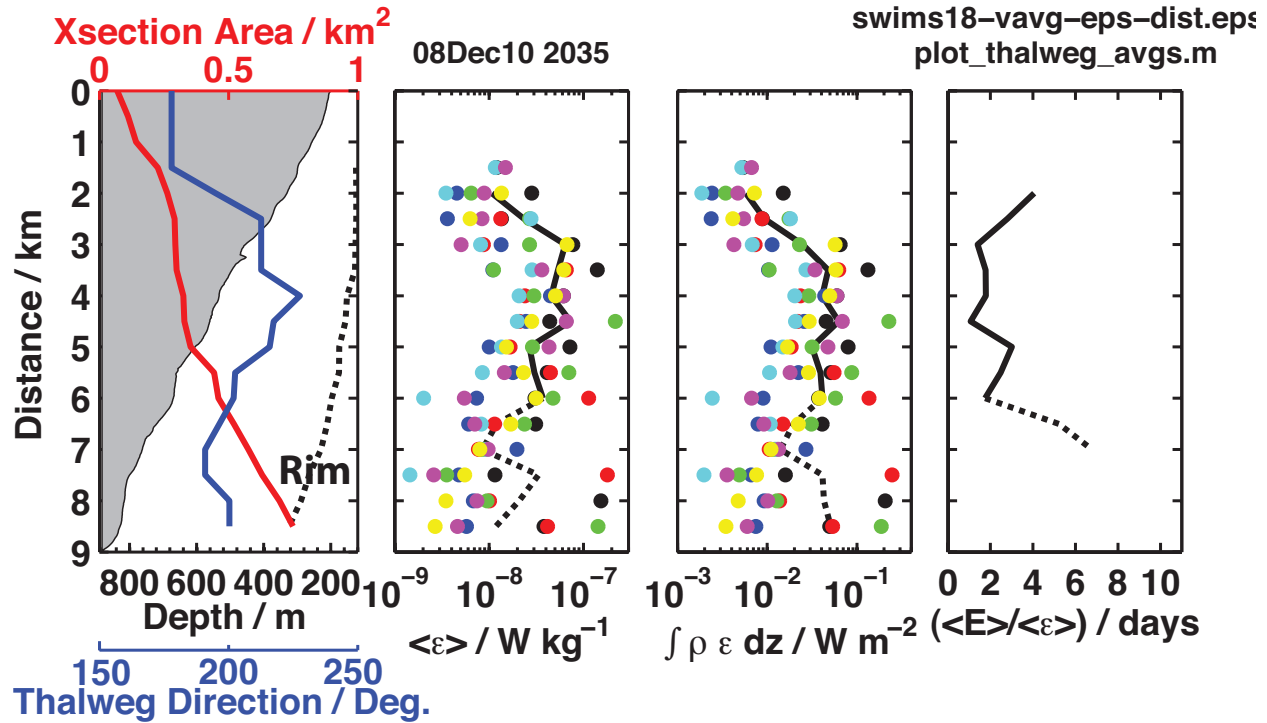 swims18−vavg−eps−dist.eps
Xsection Area / km2
08Dec10 2035
plot_thalweg_avgs.m
0 0.5 1
Distance / km
0
1
2
3
4
5
6
7
8
9
Rim
800 600 400 200
Depth / m
150 200 250
Thalweg Direction / Deg.
10−9 10−8 10−7
<ε> / W kg−1
10−3 10−2 10−1
∫ ρ ε dz / W m−2
0 2 4 6 8 10
(<E>/<ε>) / days